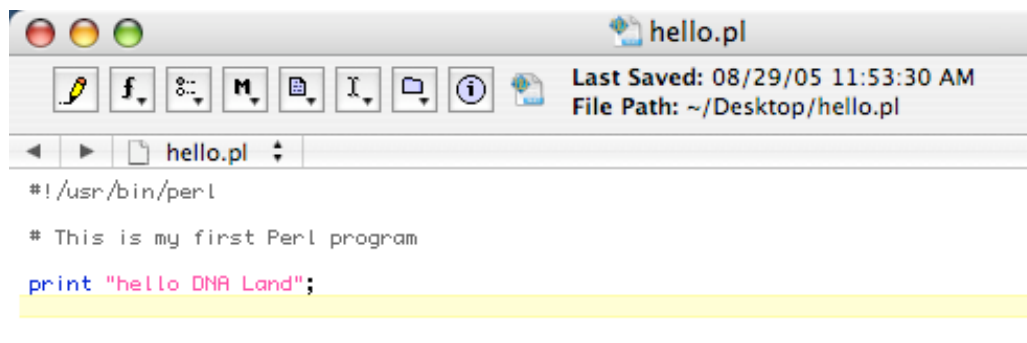 hello.pl
Last Saved: 08/29/05 11:53:30 AM
File Path: ~/Desktop/hello.pl
hello.pl
#!/usr/bin/perl
# This is my first Perl program
print "hello DNA Land";